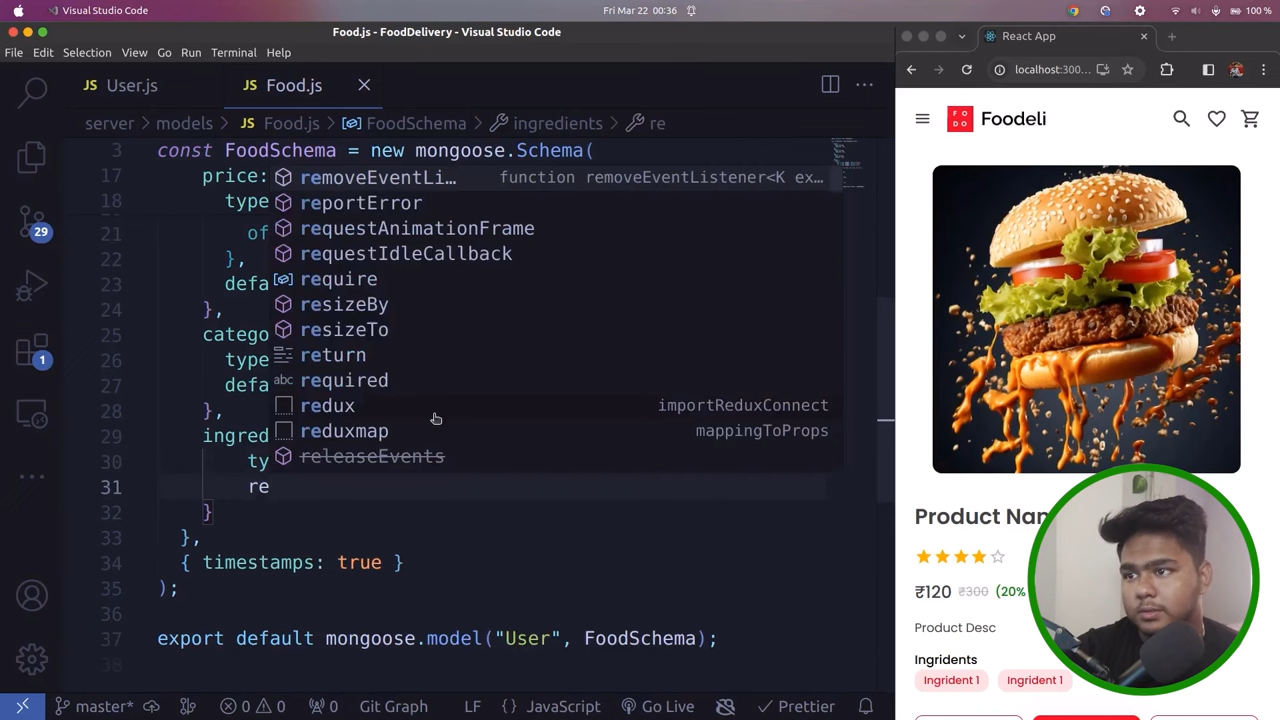 Visual Studio Code
Fri Mar 22 00:36
100 %
Food.js - FoodDelivery - Visual Studio Code
File Edit Selection View Go Run Terminal Help
JS User.js
JS Food.js
server > models > JS Food.js > FoodSchema > ingredients > re
3 const FoodSchema = new mongoose.Schema(
17 price:
18 type
21 of
22 },
23 defa
24 },
25 catego
26 type
27 defa
28 },
29 ingred
30 ty
31 re
32 }
33 },
34 { timestamps: true }
35 );
36
37 export default mongoose.model("User", FoodSchema);
38
removeEventLi… function removeEventListener<K ex…
reportError
requestAnimationFrame
requestIdleCallback
require
resizeBy
resizeTo
return
abc required
redux importReduxConnect
reduxmap mappingToProps
releaseEvents
29
1
master* 0 0 0 Git Graph LF {} JavaScript Go Live Prettier
React App
localhost:300...
FO
DO
Foodeli
Product Nan
₹120 ₹300 (20%
Product Desc
Ingridents
Ingrident 1 Ingrident 1